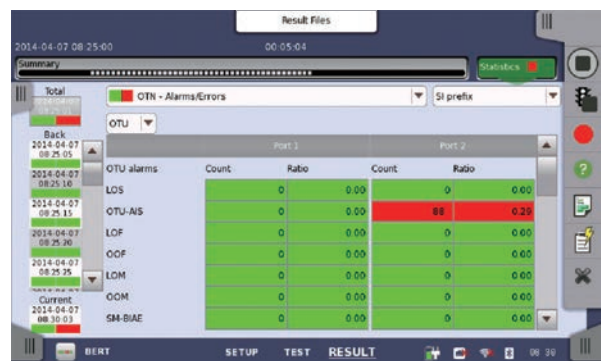 Result Files
2014-04-07 08:25:00 00:05:04
Summary Statistics
Total
OTN - Alarms/Errors SI prefix
OTU
Back
2014-04-07
08 25 05
2014-04-07
08 25 10
2014-04-07
08 25 15
2014-04-07
08 25 20
2014-04-07
08 25 25
Current
2014-04-07
08 30 03
Port 1 Port 2
OTU alarms Count Ratio Count Ratio
LOS 0 0.00 0 0.00
OTU-AIS 0 0.00 88 0.29
LOF 0 0.00 0 0.00
OOF 0 0.00 0 0.00
LOM 0 0.00 0 0.00
OOM 0 0.00 0 0.00
SM-BIAE 0 0.00 0 0.00
BERT SETUP TEST RESULT